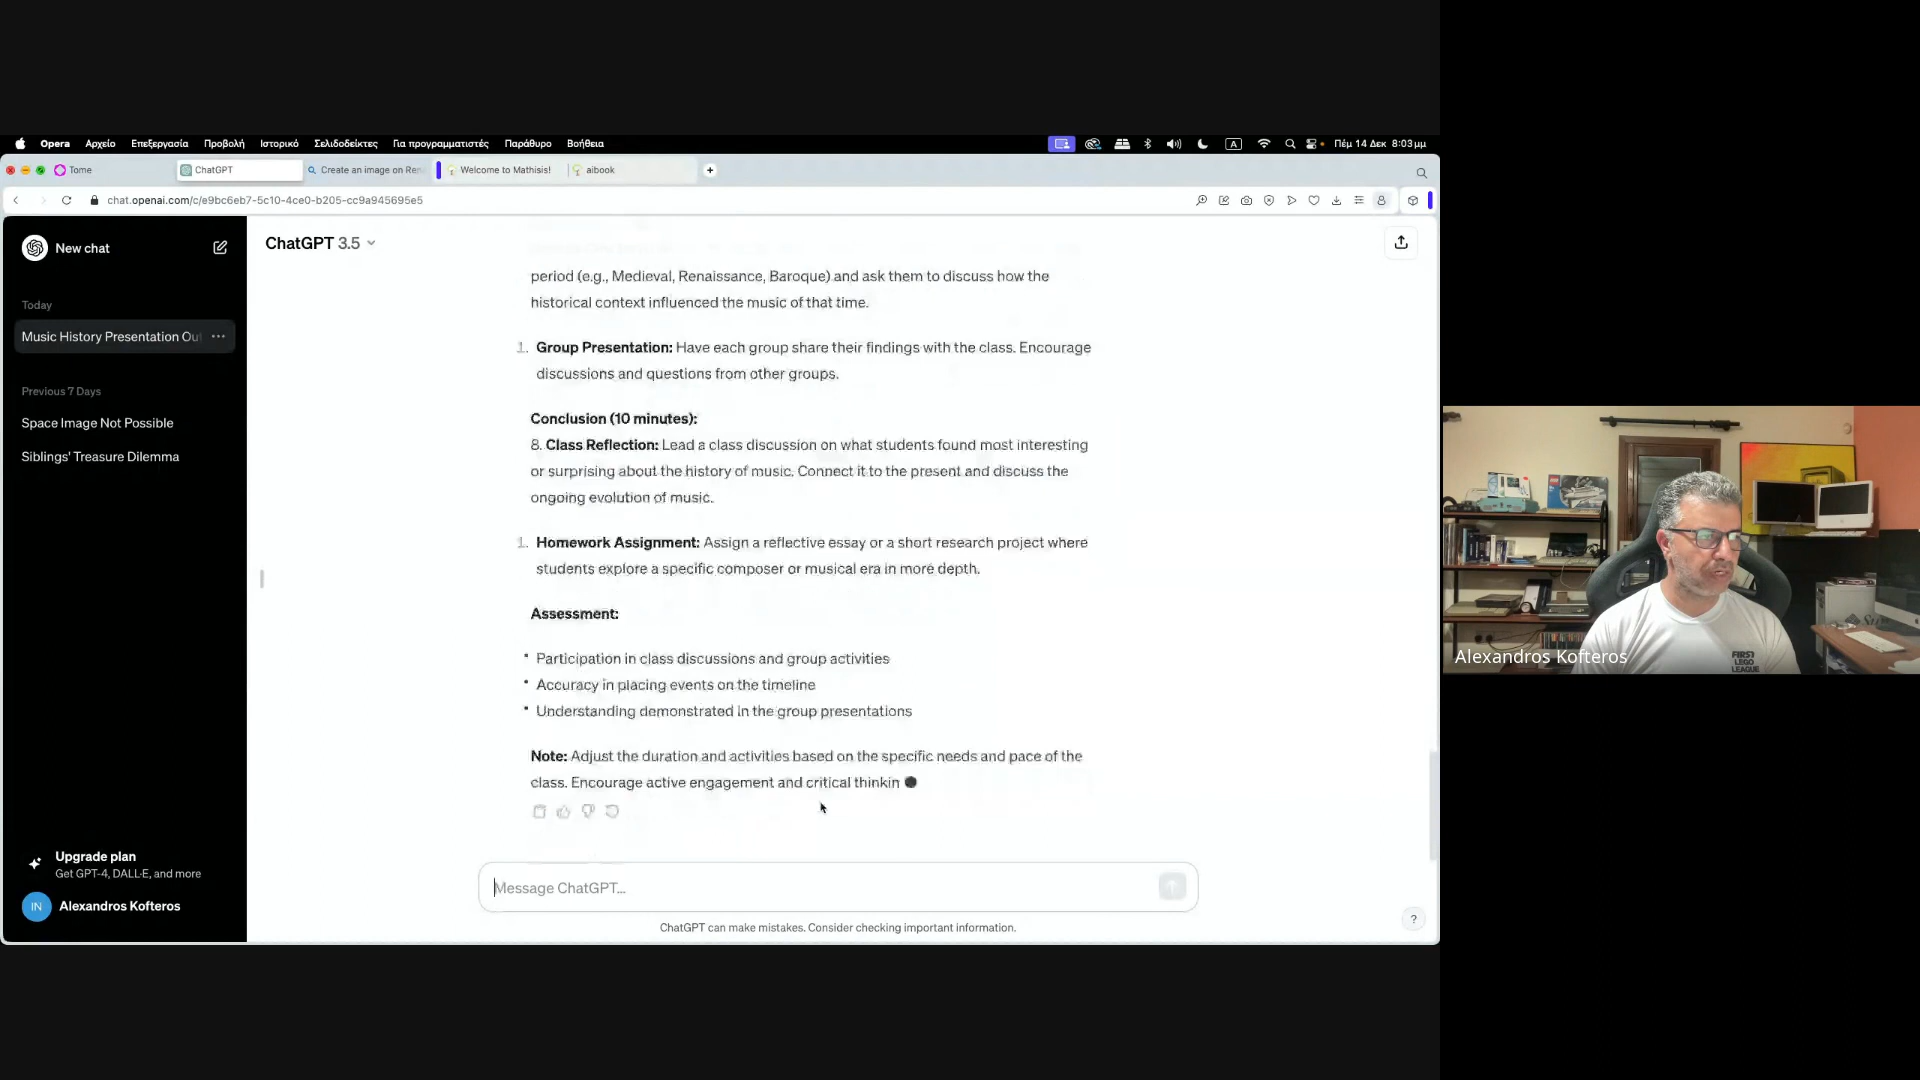 Opera Αρχείο Επεξεργασία Προβολή Ιστορικό Σελιδοδείκτες Για προγραμματιστές Παράθυρο Βοήθεια A Πέμ 14 Δεκ 8:03 μμ
Tome ChatGPT Create an image on Ren Welcome to Mathisis! aibook
chat.openai.com/c/e9bc6eb7-5c10-4ce0-b205-cc9a945695e5
New chat
Today
Music History Presentation Ou
Previous 7 Days
Space Image Not Possible
Siblings' Treasure Dilemma
Upgrade plan
Get GPT-4, DALL·E, and more
IN Alexandros Kofteros
ChatGPT 3.5
period (e.g., Medieval, Renaissance, Baroque) and ask them to discuss how the
historical context influenced the music of that time.
1. Group Presentation: Have each group share their findings with the class. Encourage
discussions and questions from other groups.
Conclusion (10 minutes):
8. Class Reflection: Lead a class discussion on what students found most interesting
or surprising about the history of music. Connect it to the present and discuss the
ongoing evolution of music.
1. Homework Assignment: Assign a reflective essay or a short research project where
students explore a specific composer or musical era in more depth.
Assessment:
• Participation in class discussions and group activities
• Accuracy in placing events on the timeline
• Understanding demonstrated in the group presentations
Note: Adjust the duration and activities based on the specific needs and pace of the
class. Encourage active engagement and critical thinkin
Message ChatGPT...
ChatGPT can make mistakes. Consider checking important information.
?
Alexandros Kofteros
FIRST
LEGO
LEAGUE